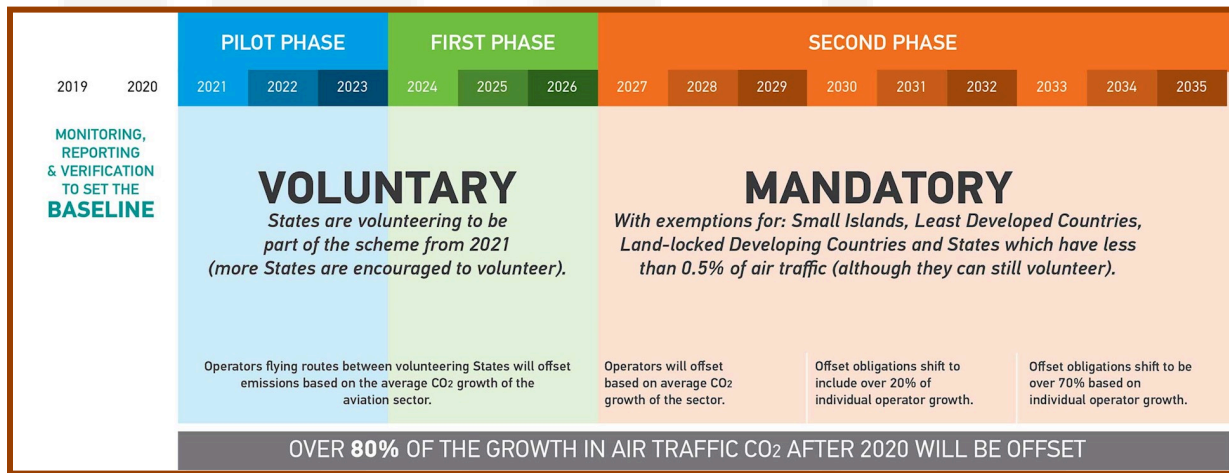 PILOT PHASE
FIRST PHASE
SECOND PHASE
2019 2020 2021 2022 2023 2024 2025 2026 2027 2028 2029 2030 2031 2032 2033 2034 2035
MONITORING,
REPORTING
& VERIFICATION
TO SET THE
BASELINE
VOLUNTARY
States are volunteering to be
part of the scheme from 2021
(more States are encouraged to volunteer).
MANDATORY
With exemptions for: Small Islands, Least Developed Countries,
Land-locked Developing Countries and States which have less
than 0.5% of air traffic (although they can still volunteer).
Operators flying routes between volunteering States will offset
emissions based on the average CO2 growth of the
aviation sector.
Operators will offset
based on average CO2
growth of the sector.
Offset obligations shift to
include over 20% of
individual operator growth.
Offset obligations shift to be
over 70% based on
individual operator growth.
OVER 80% OF THE GROWTH IN AIR TRAFFIC CO2 AFTER 2020 WILL BE OFFSET